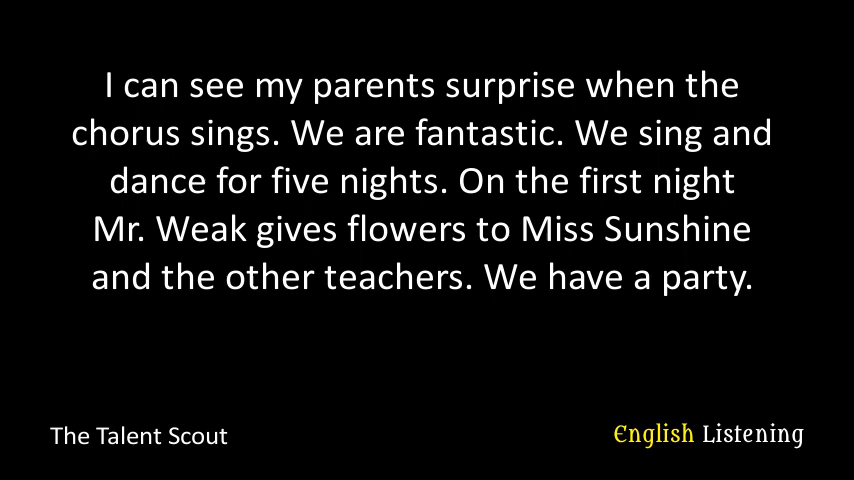 I can see my parents surprise when the
chorus sings. We are fantastic. We sing and
dance for five nights. On the first night
Mr. Weak gives flowers to Miss Sunshine
and the other teachers. We have a party.
The Talent Scout
English Listening